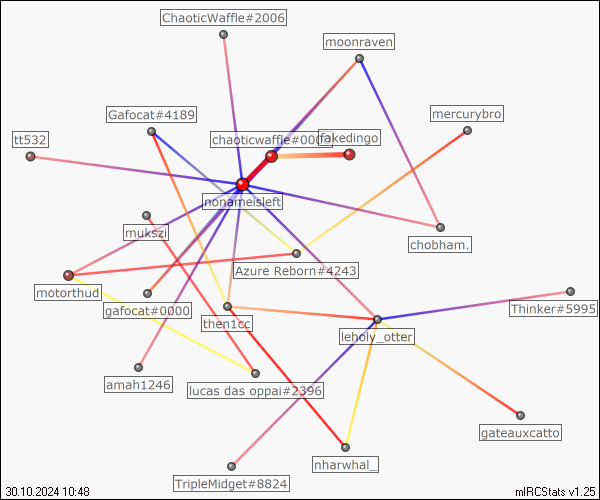 ChaoticWaffle#2006
moonraven
Gafocat#4189
mercurybro
tt532
chaoticwaffle#000
fakedingo
nonameisleft
mukszi
chobham.
Azure Reborn#4243
motorthud
gafocat#0000
Thinker#5995
then1cc
leholy_otter
amah1246
lucas das oppai#2396
gateauxcatto
nharwhal_
TripleMidget#8824
30.10.2024 10:48
mIRCStats v1.25